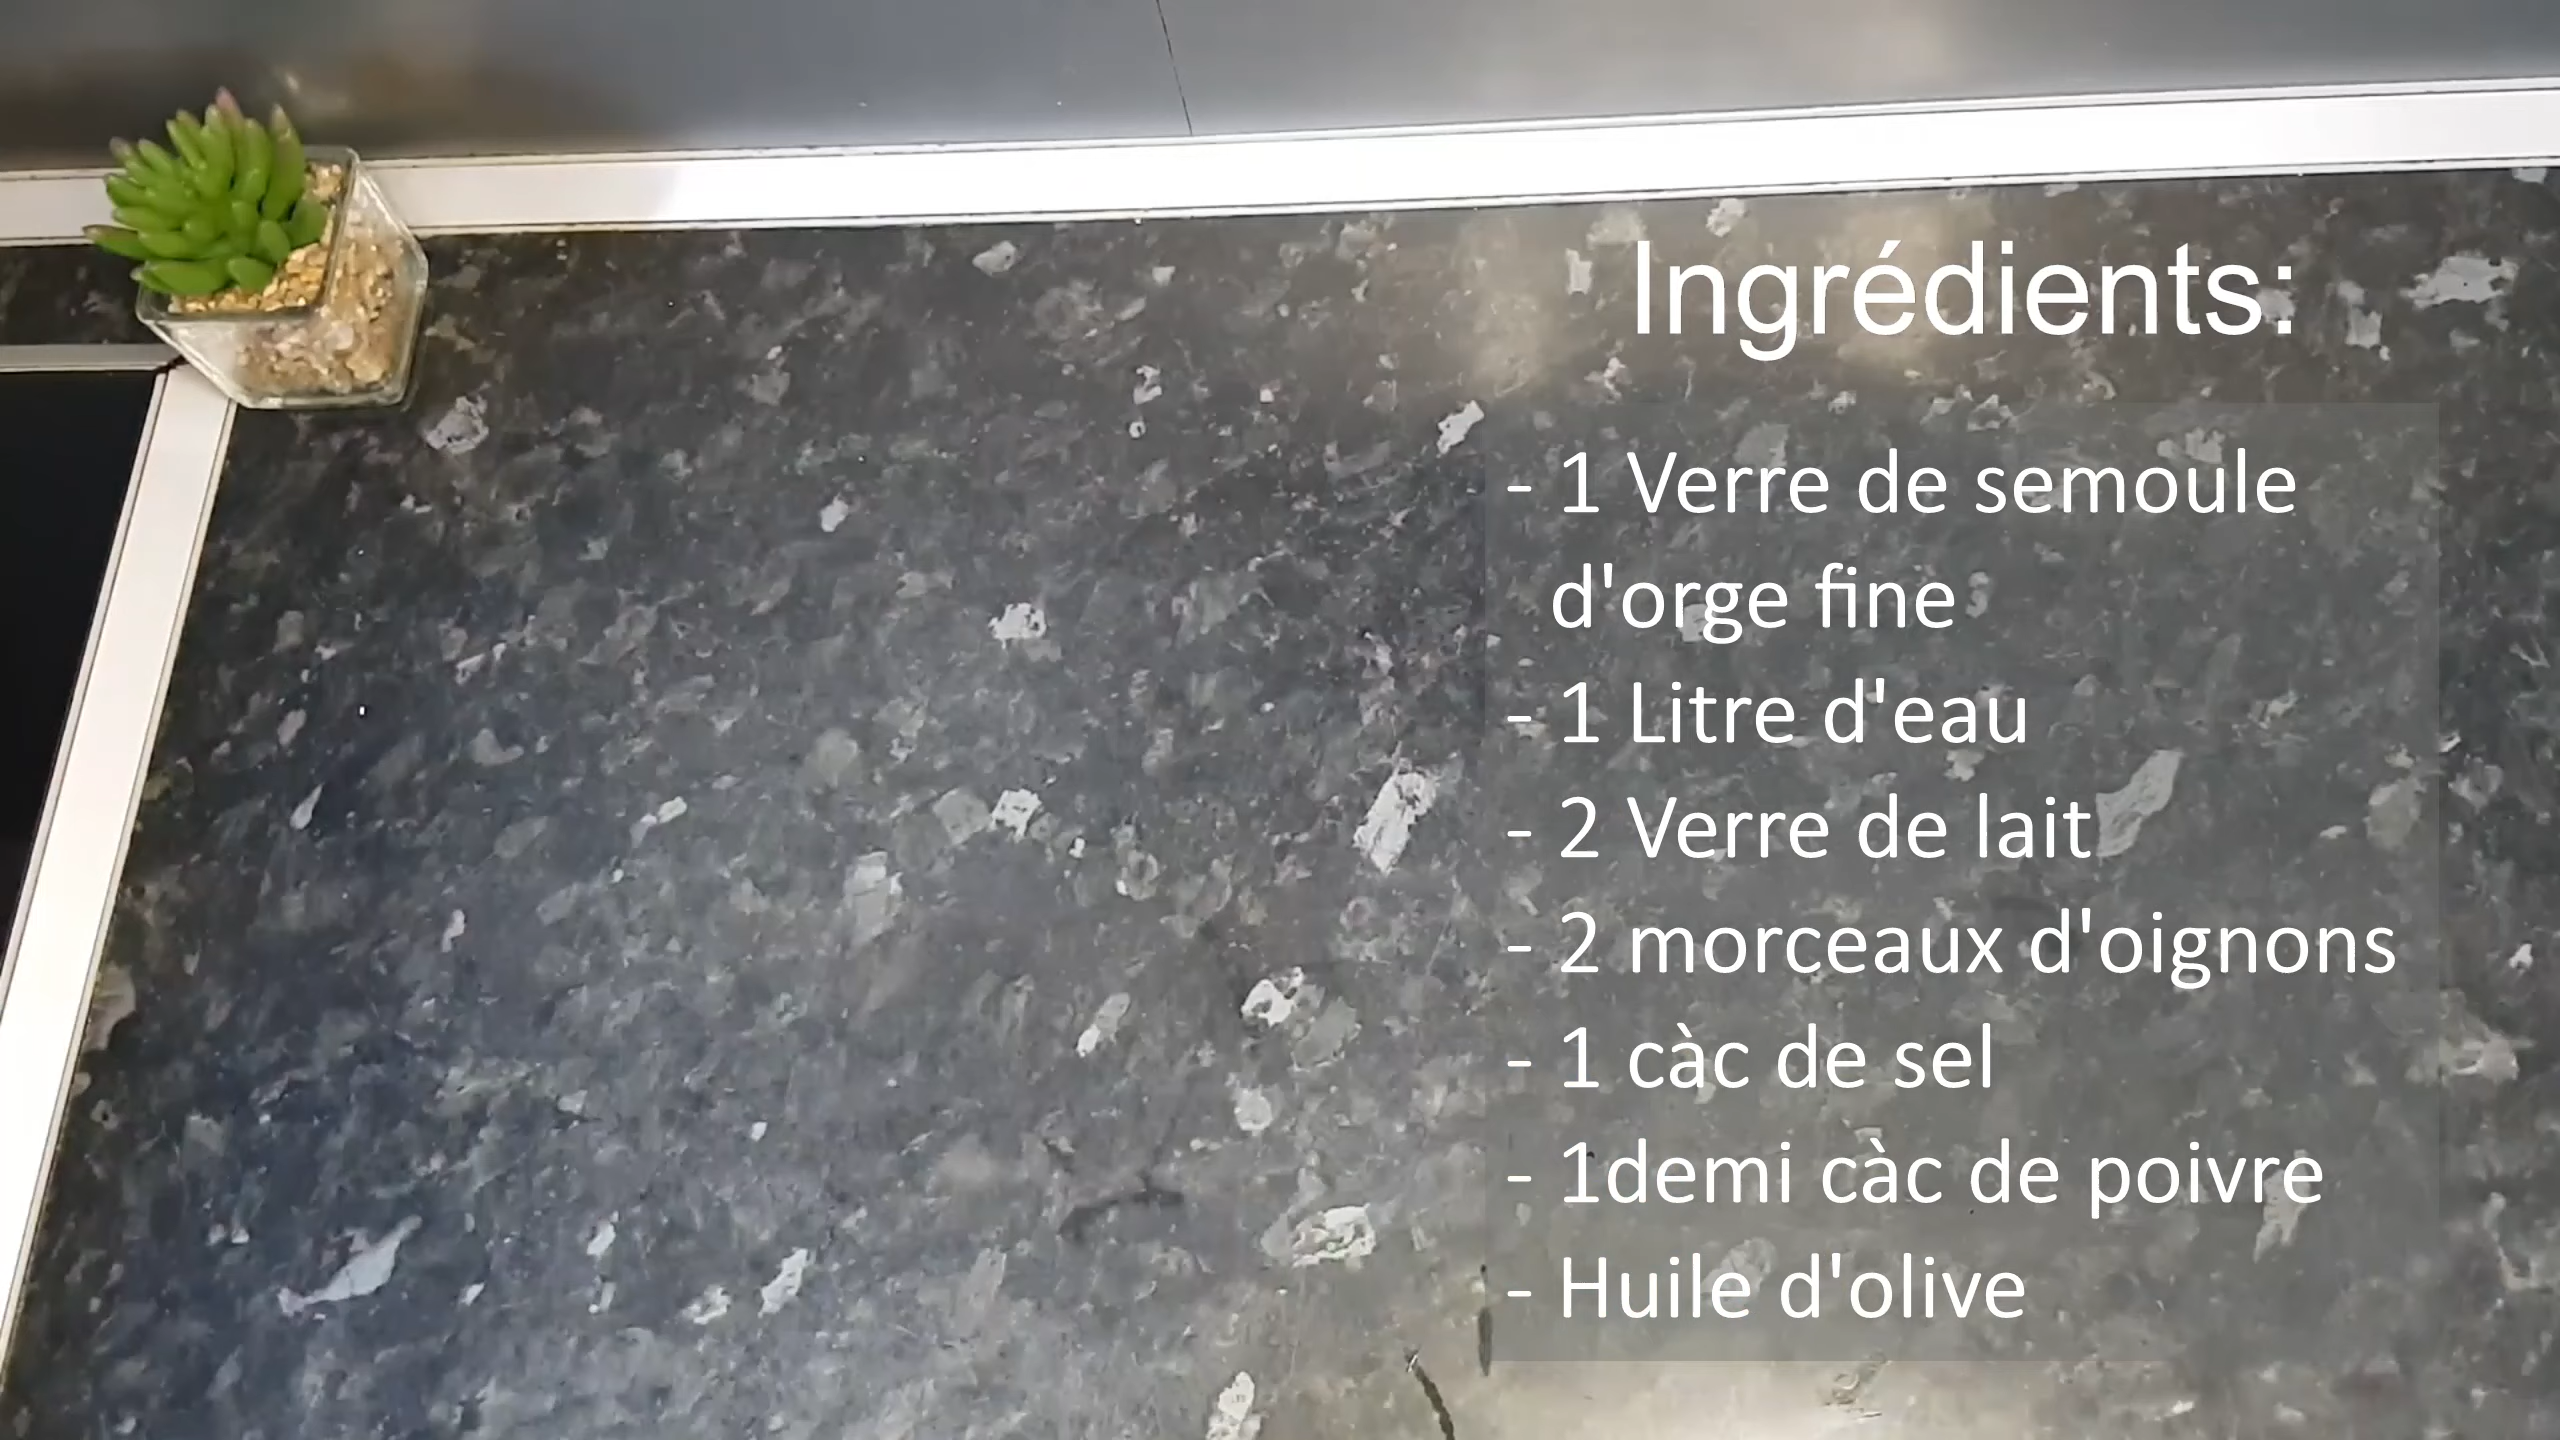 Ingrédients:
- 1 Verre de semoule
d'orge fine
- 1 Litre d'eau
- 2 Verre de lait
- 2 morceaux d'oignons
- 1 càc de sel
- 1demi càc de poivre
- Huile d'olive